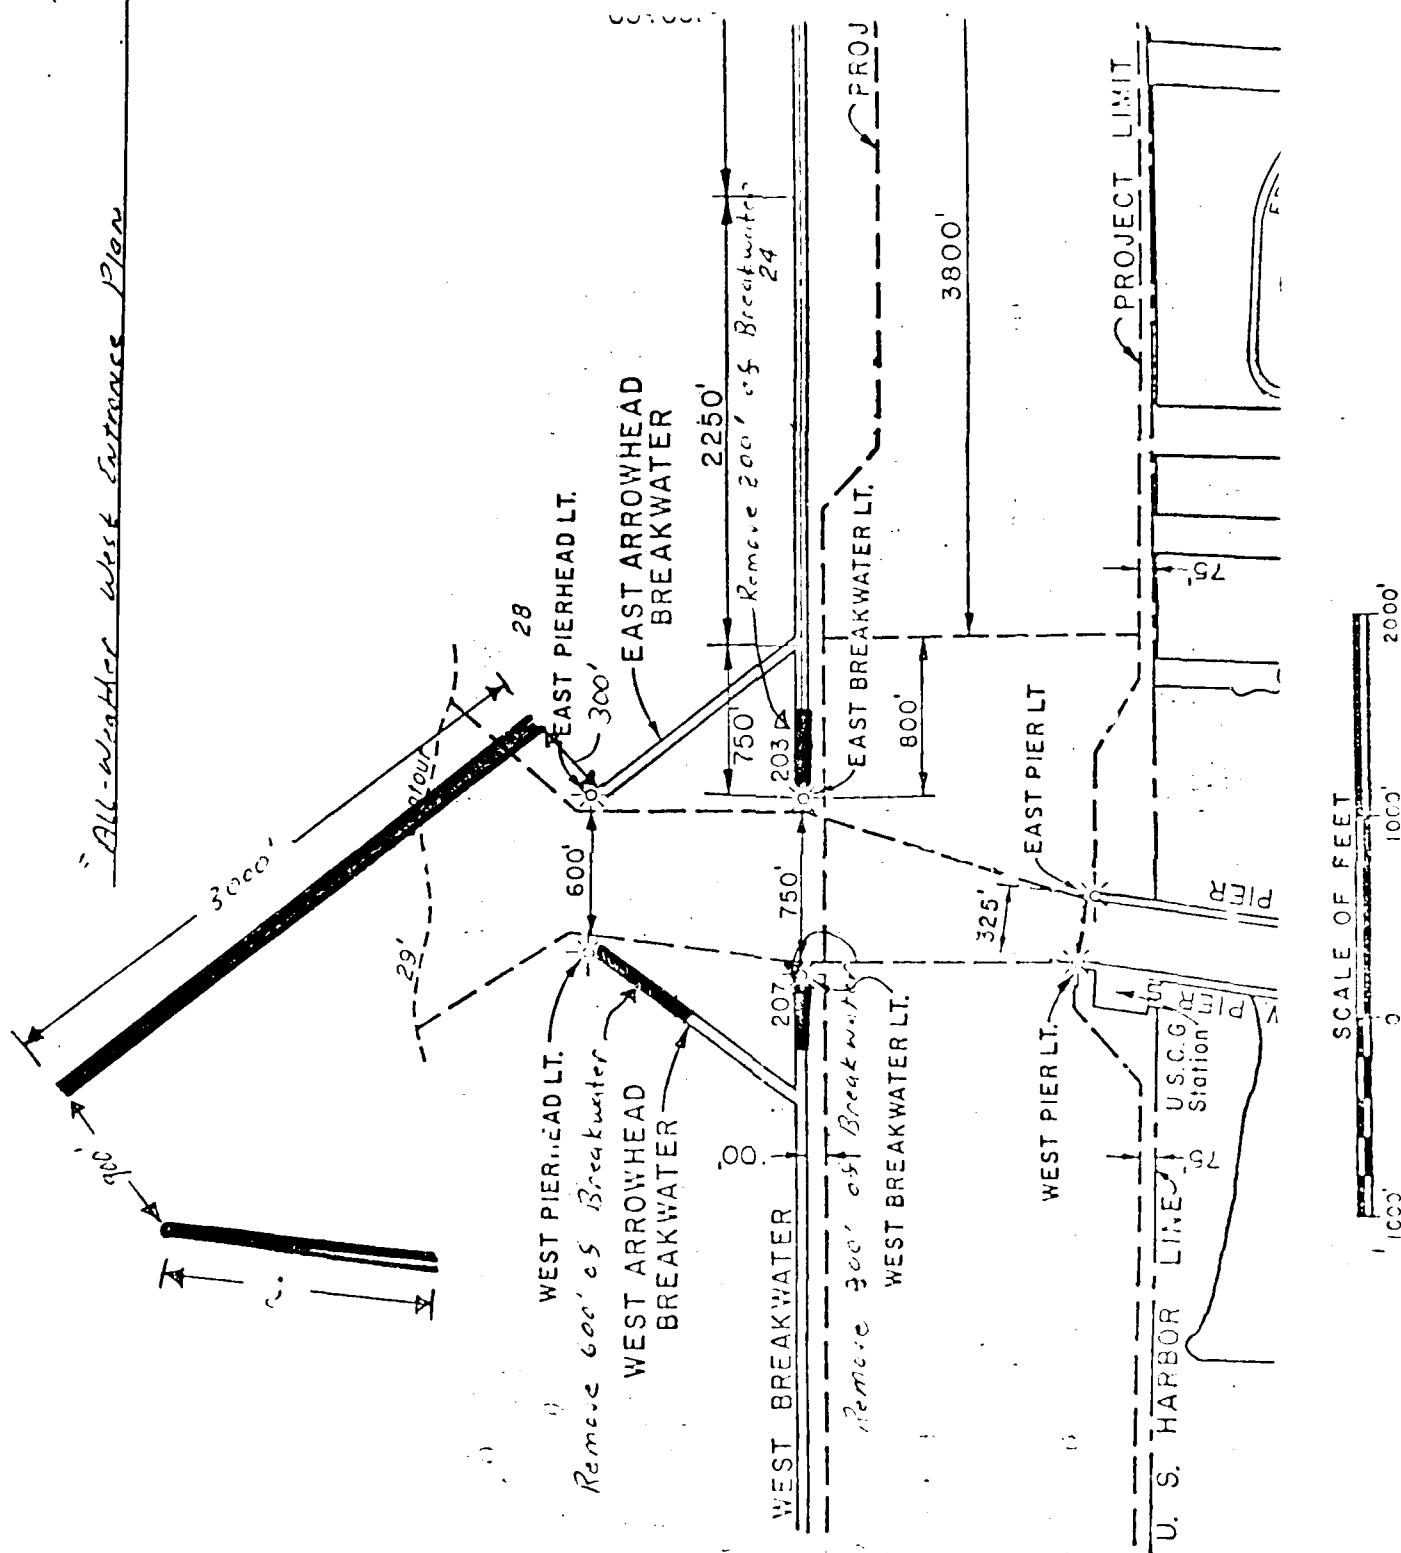 "All-Weather West Entrance Plan
3000'
29'
28
EAST PIERHEAD LT.
300'
EAST ARROWHEAD
BREAKWATER
2250'
Remove 200' of Breakwater
24
PROJ
3800'
PROJECT LIMIT
750'
203
EAST BREAKWATER LT.
800'
75'
600'
750'
EAST PIER LT
325'
PIER
900'
WEST PIERHEAD LT.
Remove 600' of Breakwater
WEST ARROWHEAD
BREAKWATER
207
WEST BREAKWATER LT.
Remove 300' of Breakwater
WEST BREAKWATER
WEST PIER LT.
U.S.C.G.
Station
PIER
75'
U. S. HARBOR LINE
SCALE OF FEET
1000' 0 1000' 2000'